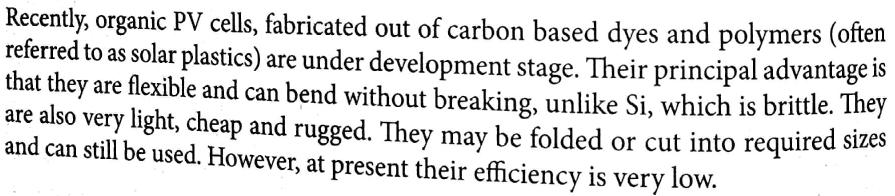 Recently, organic PV cells, fabricated out of carbon based dyes and polymers (often
referred to as solar plastics) are under development stage. Their principal advantage is
that they are flexible and can bend without breaking, unlike Si, which is brittle. They
are also very light, cheap and rugged. They may be folded or cut into required sizes
and can still be used. However, at present their efficiency is very low.